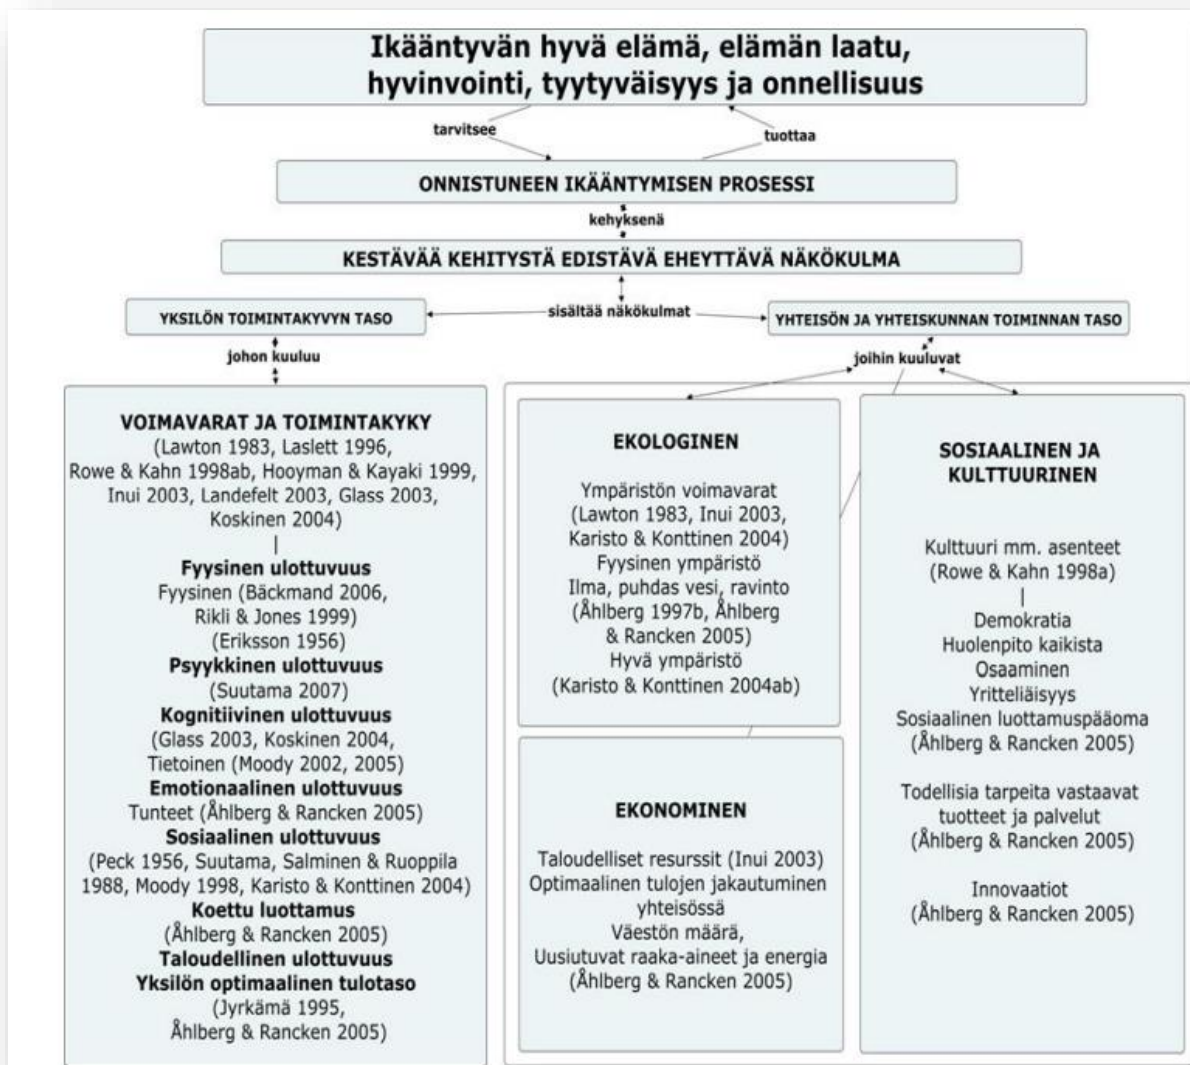 Ikääntyvän hyvä elämä, elämän laatu,
hyvinvointi, tyytyväisyys ja onnellisuus
tarvitsee
tuottaa
ONNISTUNEEN IKÄÄNTYMISEN PROSESSI
kehyksenä
KESTÄVÄÄ KEHITYSTÄ EDISTÄVÄ EHEYTTÄVÄ NÄKÖKULMA
sisältää näkökulmat
YKSILÖN TOIMINTAKYVYN TASO
johon kuuluu
VOIMAVARAT JA TOIMINTAKYKY
(Lawton 1983, Laslett 1996,
Rowe & Kahn 1998ab, Hooyman & Kayaki 1999,
Inui 2003, Landefelt 2003, Glass 2003,
Koskinen 2004)
Fyysinen ulottuvuus
Fyysinen (Bäckmand 2006,
Rikli & Jones 1999)
(Eriksson 1956)
Psyykkinen ulottuvuus
(Suutama 2007)
Kognitiivinen ulottuvuus
(Glass 2003, Koskinen 2004,
Tietoinen (Moody 2002, 2005)
Emotionaalinen ulottuvuus
Tunteet (Åhlberg & Rancken 2005)
Sosiaalinen ulottuvuus
(Peck 1956, Suutama, Salminen & Ruoppila
1988, Moody 1998, Karisto & Konttinen 2004)
Koettu luottamus
(Åhlberg & Rancken 2005)
Taloudellinen ulottuvuus
Yksilön optimaalinen tulotaso
(Jyrkämä 1995,
Åhlberg & Rancken 2005)
YHTEISÖN JA YHTEISKUNNAN TOIMINNAN TASO
joihin kuuluvat
EKOLOGINEN
Ympäristön voimavarat
(Lawton 1983, Inui 2003,
Karisto & Konttinen 2004)
Fyysinen ympäristö
Ilma, puhdas vesi, ravinto
(Åhlberg 1997b, Åhlberg
& Rancken 2005)
Hyvä ympäristö
(Karisto & Konttinen 2004ab)
EKONOMINEN
Taloudelliset resurssit (Inui 2003)
Optimaalinen tulojen jakautuminen
yhteisössä
Väestön määrä,
Uusiutuvat raaka-aineet ja energia
(Åhlberg & Rancken 2005)
SOSIAALINEN JA
KULTTUURINEN
Kulttuuri mm. asenteet
(Rowe & Kahn 1998a)
Demokratia
Huolenpito kaikista
Osaaminen
Yritteliäisyys
Sosiaalinen luottamuspääoma
(Åhlberg & Rancken 2005)
Todellisia tarpeita vastaavat
tuotteet ja palvelut
(Åhlberg & Rancken 2005)
Innovaatiot
(Åhlberg & Rancken 2005)